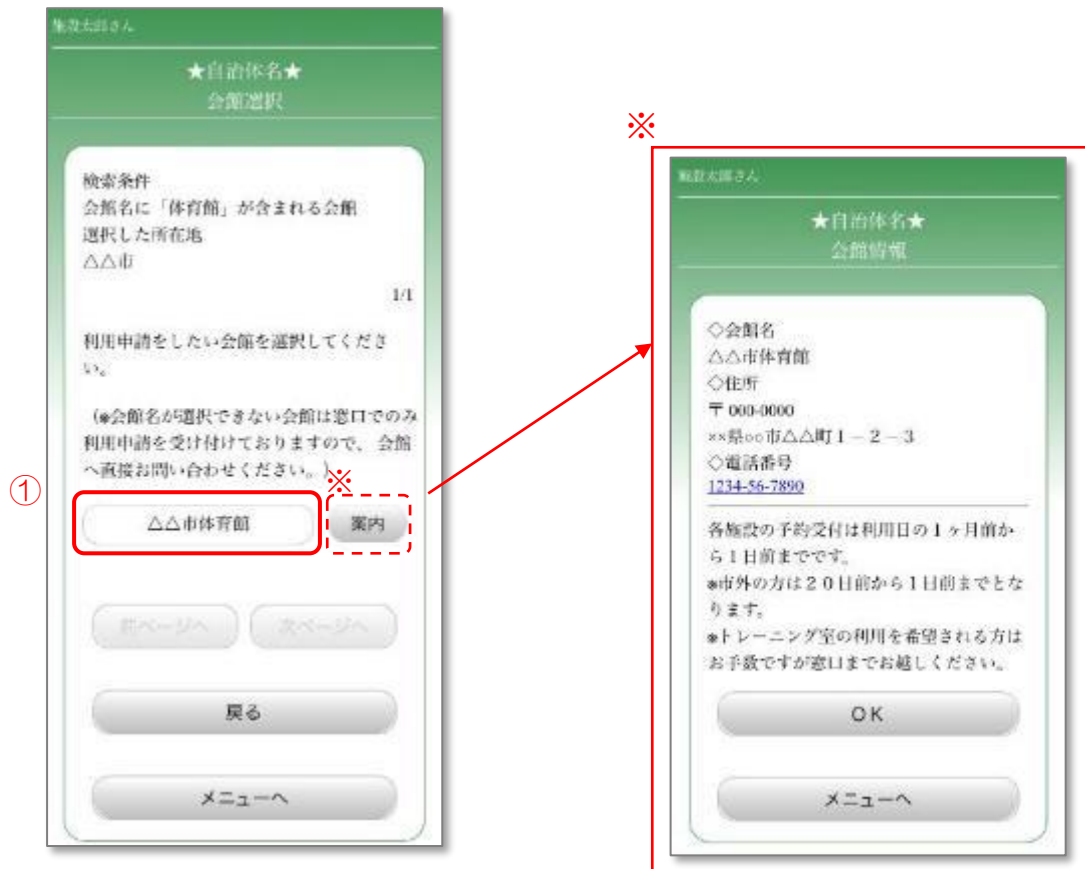 施設太郎さん
★自治体名★
会館選択
検索条件
会館名に「体育館」が含まれる会館
選択した所在地
△△市
1/1
利用申請をしたい会館を選択してくださ
い。
(※会館名が選択できない会館は窓口でのみ
利用申請を受け付けておりますので、会館
へ直接お問い合わせください。)
①
※
△△市体育館
案内
前ページへ
次ページへ
戻る
メニューへ
※
施設太郎さん
★自治体名★
会館情報
◇会館名
△△市体育館
◇住所
〒000-0000
××県○○市△△町1-2-3
◇電話番号
1234-56-7890
各施設の予約受付は利用日の1ヶ月前か
ら1日前までです。
※市外の方は20日前から1日前までとな
ります。
※トレーニング室の利用を希望される方は
お手数ですが窓口までお越しください。
OK
メニューへ